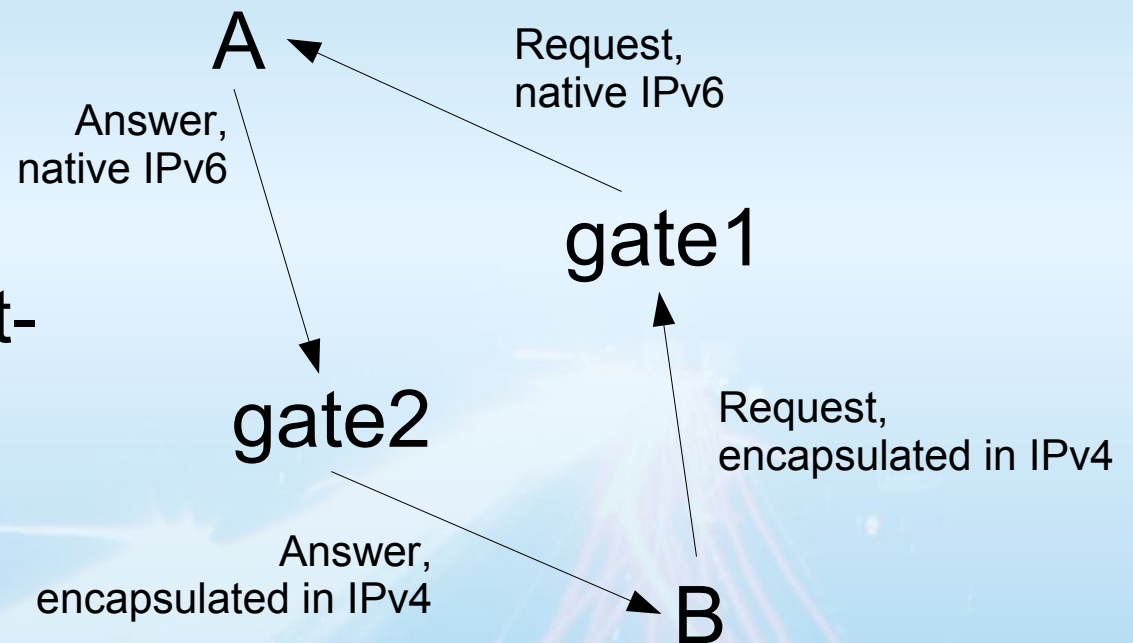 A
Request,
native IPv6
Answer,
native IPv6
gate1
t-
gate2
Request,
encapsulated in IPv4
Answer,
encapsulated in IPv4
B